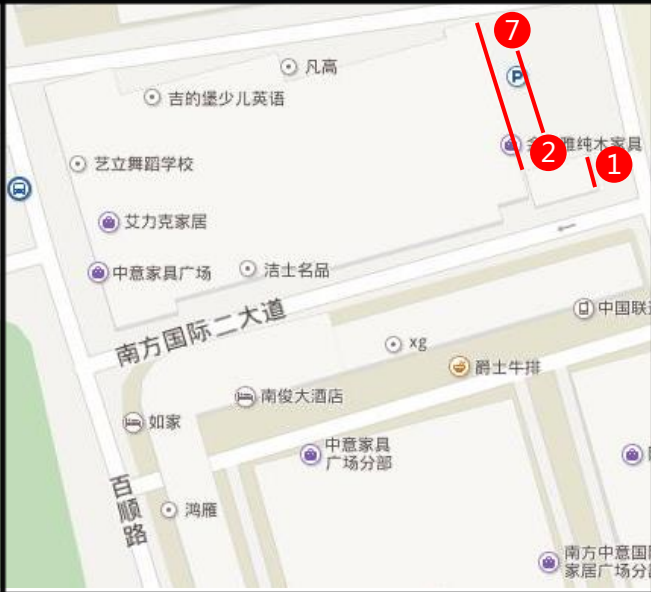 7
凡高
P
吉的堡少儿英语
雅纯木家具
2
1
艺立舞蹈学校
艾力克家居
中意家具广场
洁士名品
中国联
南方国际二大道
xg
爵士牛排
南俊大酒店
如家
中意家具
广场分部
百顺路
鸿雁
南方中意国
家居广场分